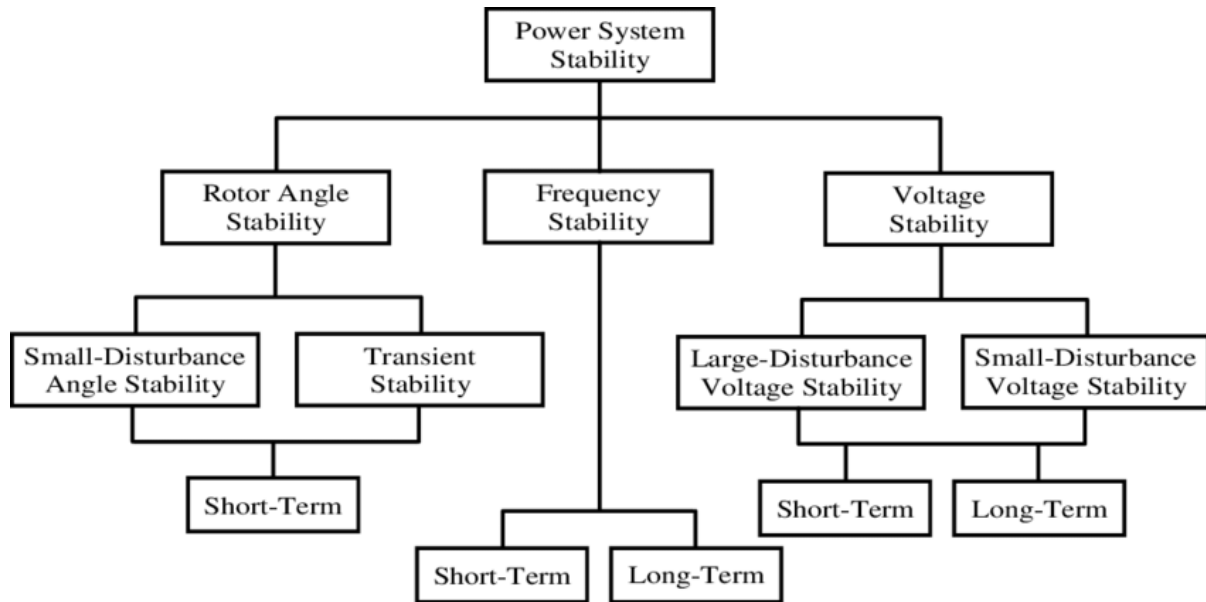 Power System
Stability
Rotor Angle
Stability
Frequency
Stability
Voltage
Stability
Small-Disturbance
Angle Stability
Transient
Stability
Large-Disturbance
Voltage Stability
Small-Disturbance
Voltage Stability
Short-Term
Short-Term
Long-Term
Short-Term
Long-Term